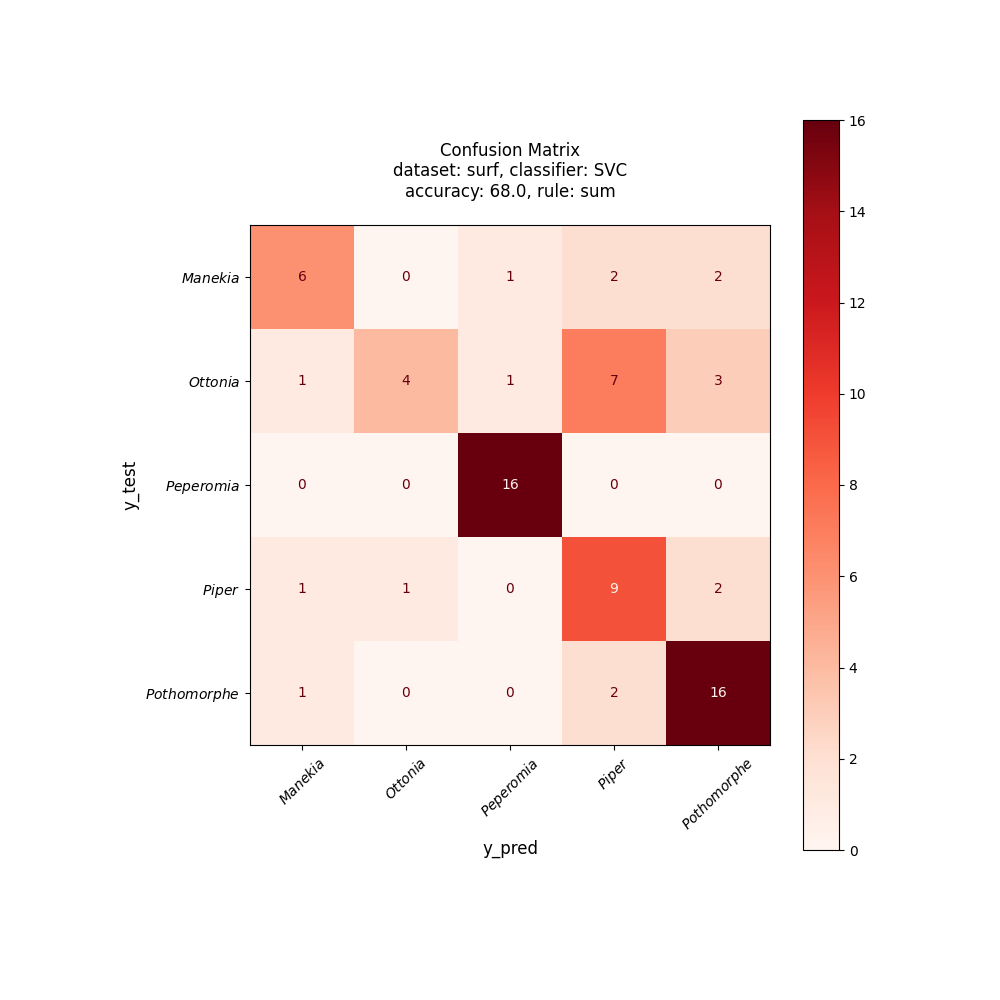 Confusion Matrix
dataset: surf, classifier: SVC
accuracy: 68.0, rule: sum
Manekia 6 0 1 2 2
Ottonia 1 4 1 7 3
Peperomia 0 0 16 0 0
Piper 1 1 0 9 2
Pothomorphe 1 0 0 2 16
Manekia Ottonia Peperomia Piper Pothomorphe
y_test
y_pred
16
14
12
10
8
6
4
2
0